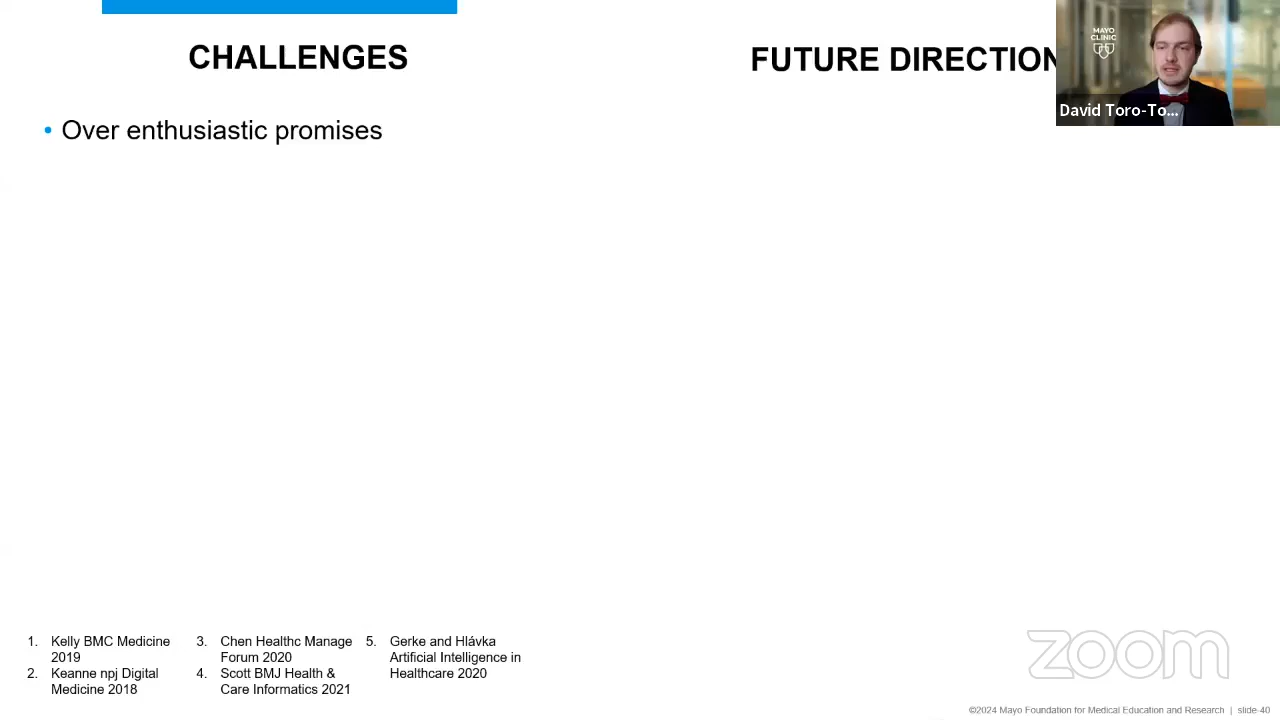 CHALLENGES
FUTURE DIRECTION
MAYO
CLINIC
David Toro-To...
• Over enthusiastic promises
1. Kelly BMC Medicine
2019
2. Keanne npj Digital
Medicine 2018
3. Chen Healthc Manage
Forum 2020
4. Scott BMJ Health &
Care Informatics 2021
5. Gerke and Hlávka
Artificial Intelligence in
Healthcare 2020
zoom
©2024 Mayo Foundation for Medical Education and Research | slide-40